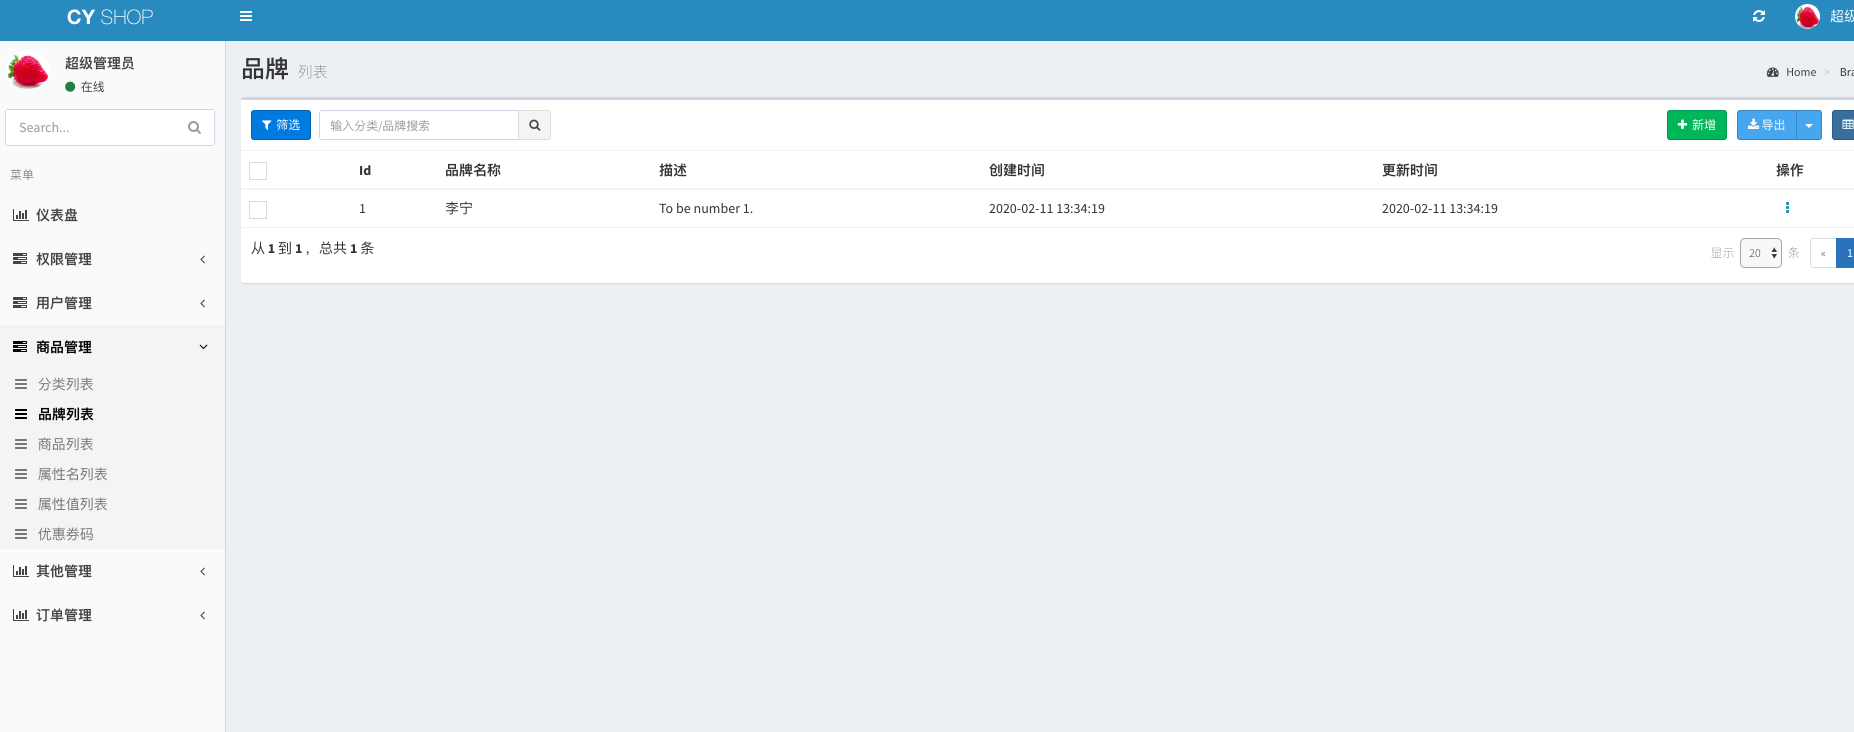 CY SHOP
超级
超级管理员
在线
Search...
菜单
仪表盘
权限管理
用户管理
商品管理
分类列表
品牌列表
商品列表
属性名列表
属性值列表
优惠券码
其他管理
订单管理
品牌 列表
Home > Bra
筛选 输入分类/品牌搜索 新增 导出
Id 品牌名称 描述 创建时间 更新时间 操作
1 李宁 To be number 1. 2020-02-11 13:34:19 2020-02-11 13:34:19
从 1 到 1 ，总共 1 条
显示 20 条 « 1